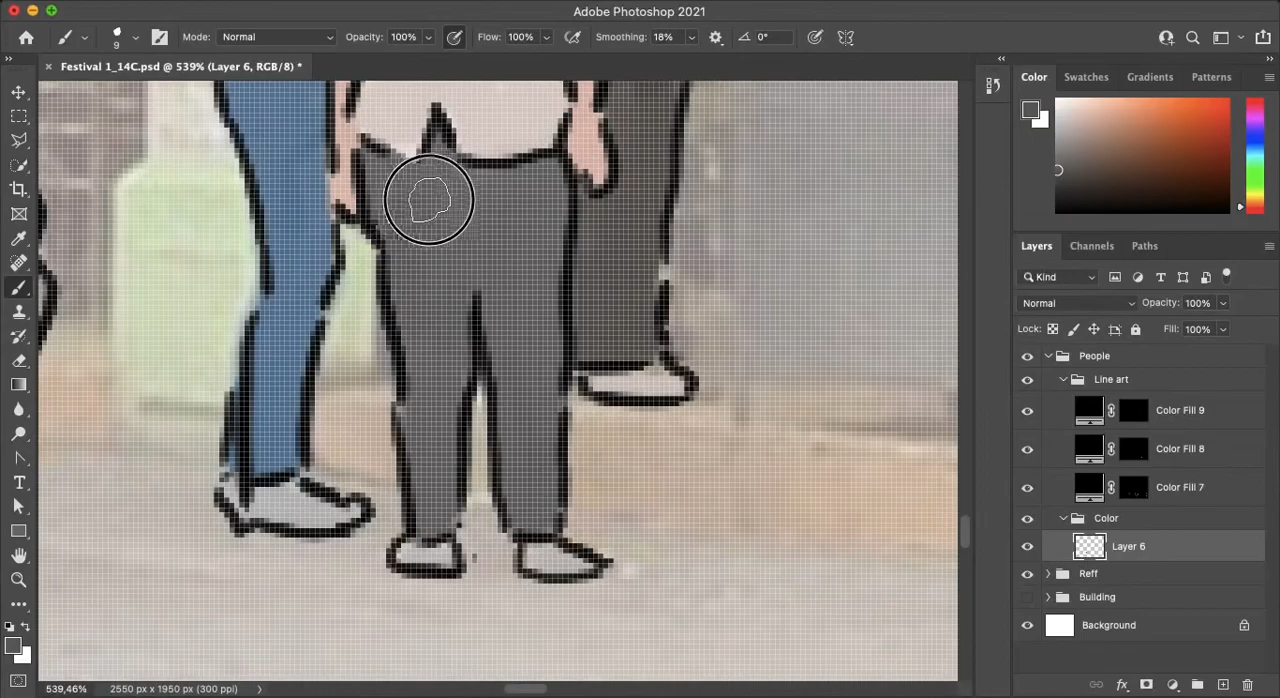 Adobe Photoshop 2021
9 Mode: Normal Opacity: 100% Flow: 100% Smoothing: 18% 0°
Festival 1_14C.psd @ 539% (Layer 6, RGB/8) *
Color Swatches Gradients Patterns
Layers Channels Paths
Kind
Normal Opacity: 100%
Lock: Fill: 100%
People
Line art
Color Fill 9
Color Fill 8
Color Fill 7
Color
Layer 6
Reff
Building
Background
539,46% 2550 px x 1950 px (300 ppi)